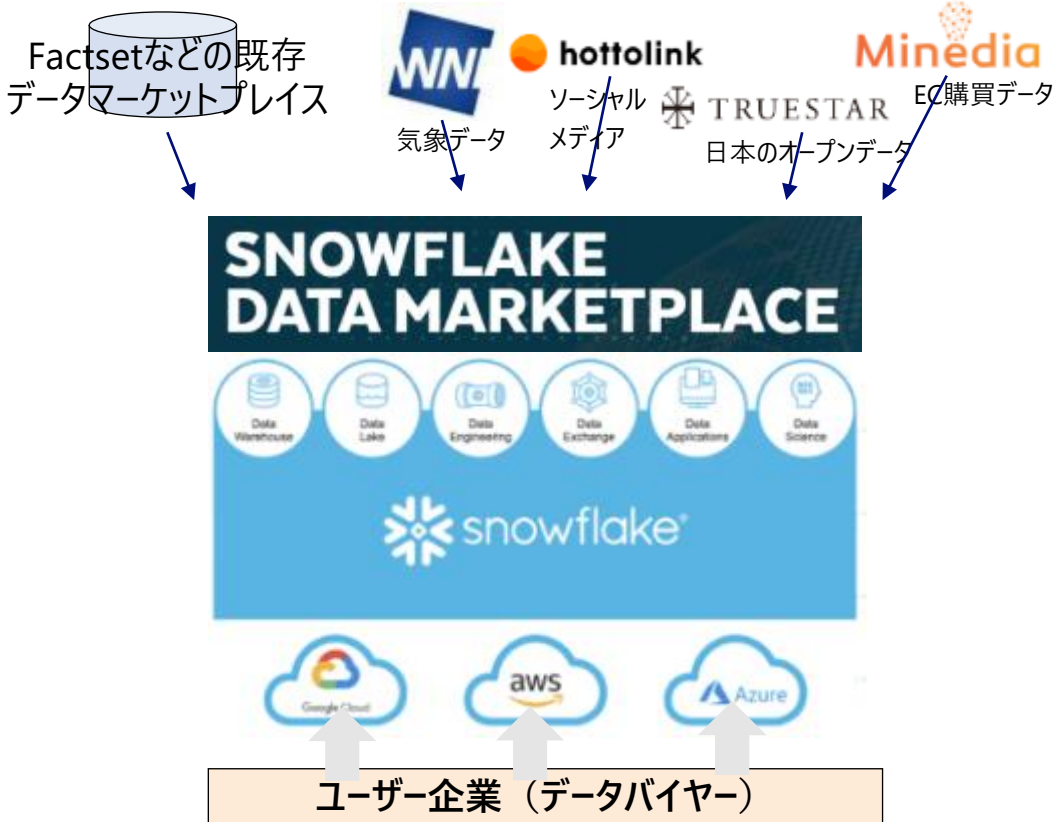 Factsetなどの既存
データマーケットプレイス
WNI
気象データ
hottolink
ソーシャル
メディア
TRUESTAR
日本のオープンデータ
Minedia
EC購買データ
SNOWFLAKE
DATA MARKETPLACE
Data
Warehouse
Data
Lake
Data
Engineering
Data
Exchange
Data
Applications
Data
Science
snowflake®
Google Cloud
aws
Azure
ユーザー企業（データバイヤー）